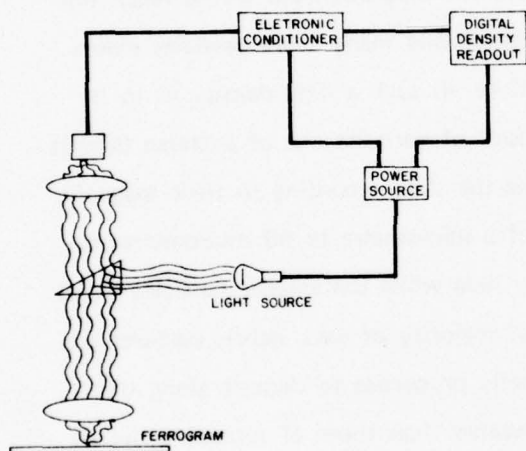 ELETRONIC
CONDITIONER
DIGITAL
DENSITY
READOUT
POWER
SOURCE
LIGHT SOURCE
FERROGRAM